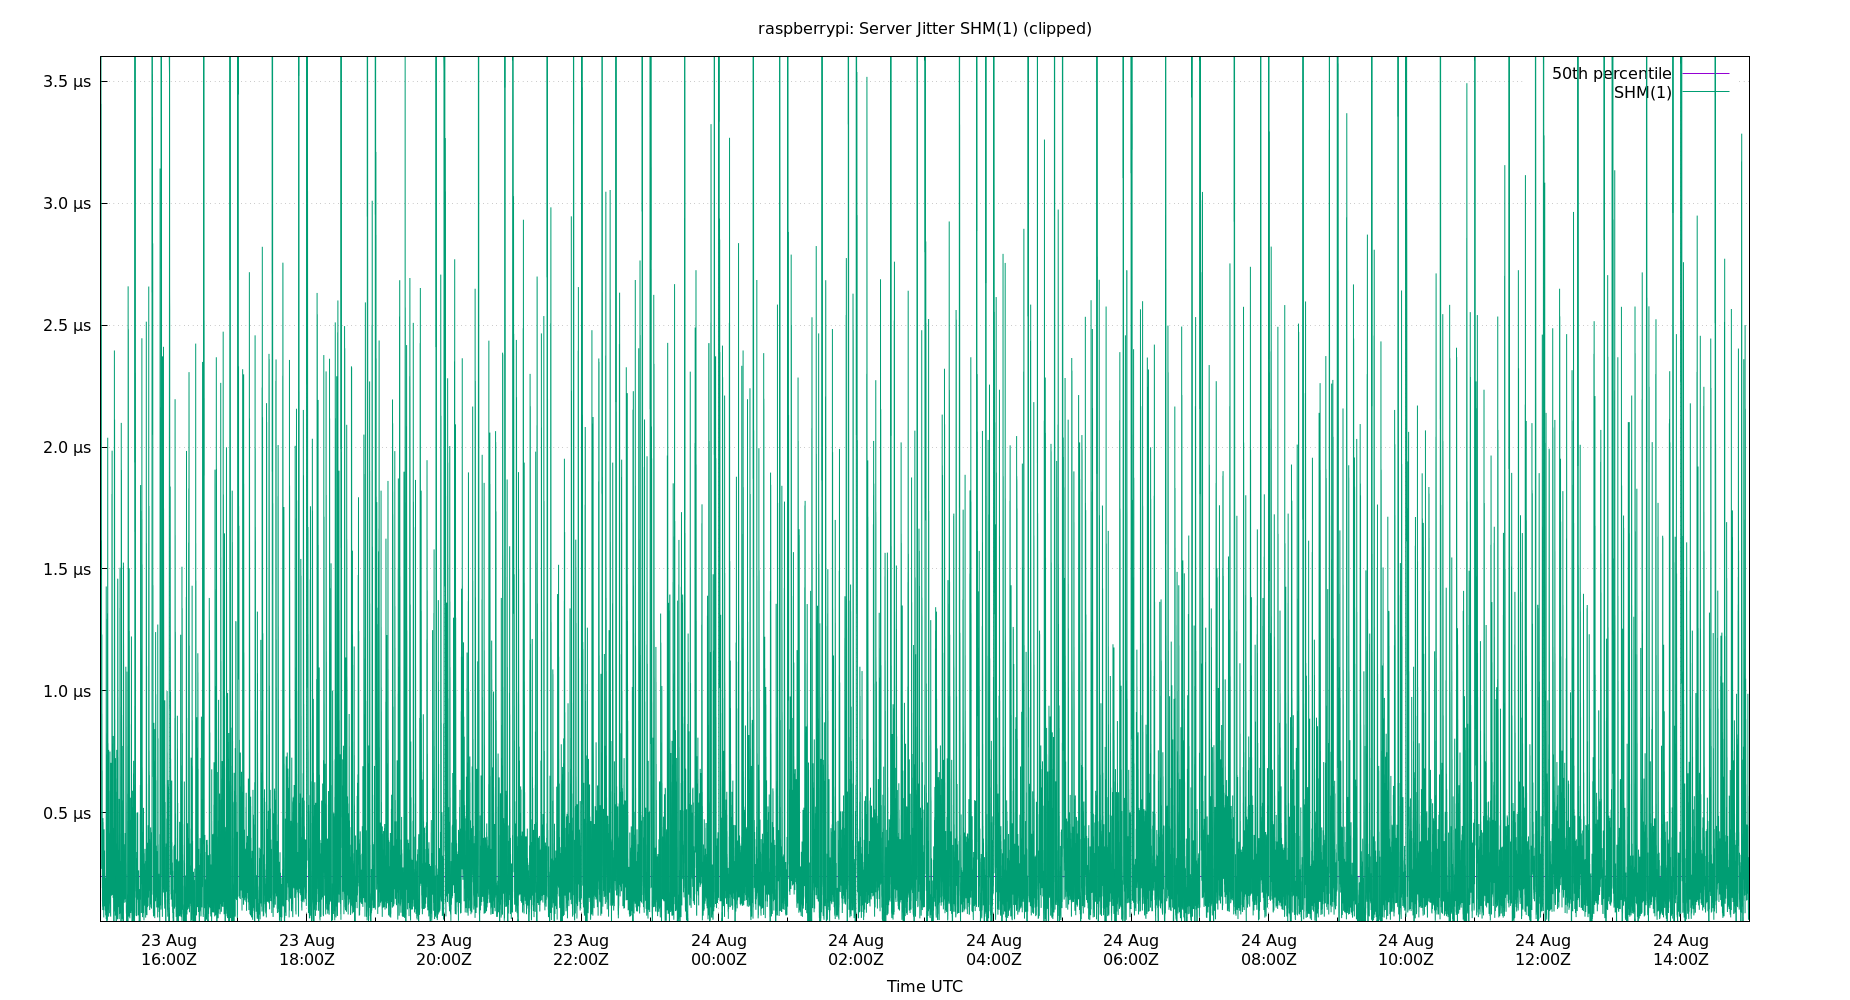 raspberrypi: Server Jitter SHM(1) (clipped)
50th percentile
SHM(1)
3.5 µs
3.0 µs
2.5 µs
2.0 µs
1.5 µs
1.0 µs
0.5 µs
23 Aug 23 Aug 23 Aug 23 Aug 24 Aug 24 Aug 24 Aug 24 Aug 24 Aug 24 Aug 24 Aug 24 Aug
16:00Z 18:00Z 20:00Z 22:00Z 00:00Z 02:00Z 04:00Z 06:00Z 08:00Z 10:00Z 12:00Z 14:00Z
Time UTC